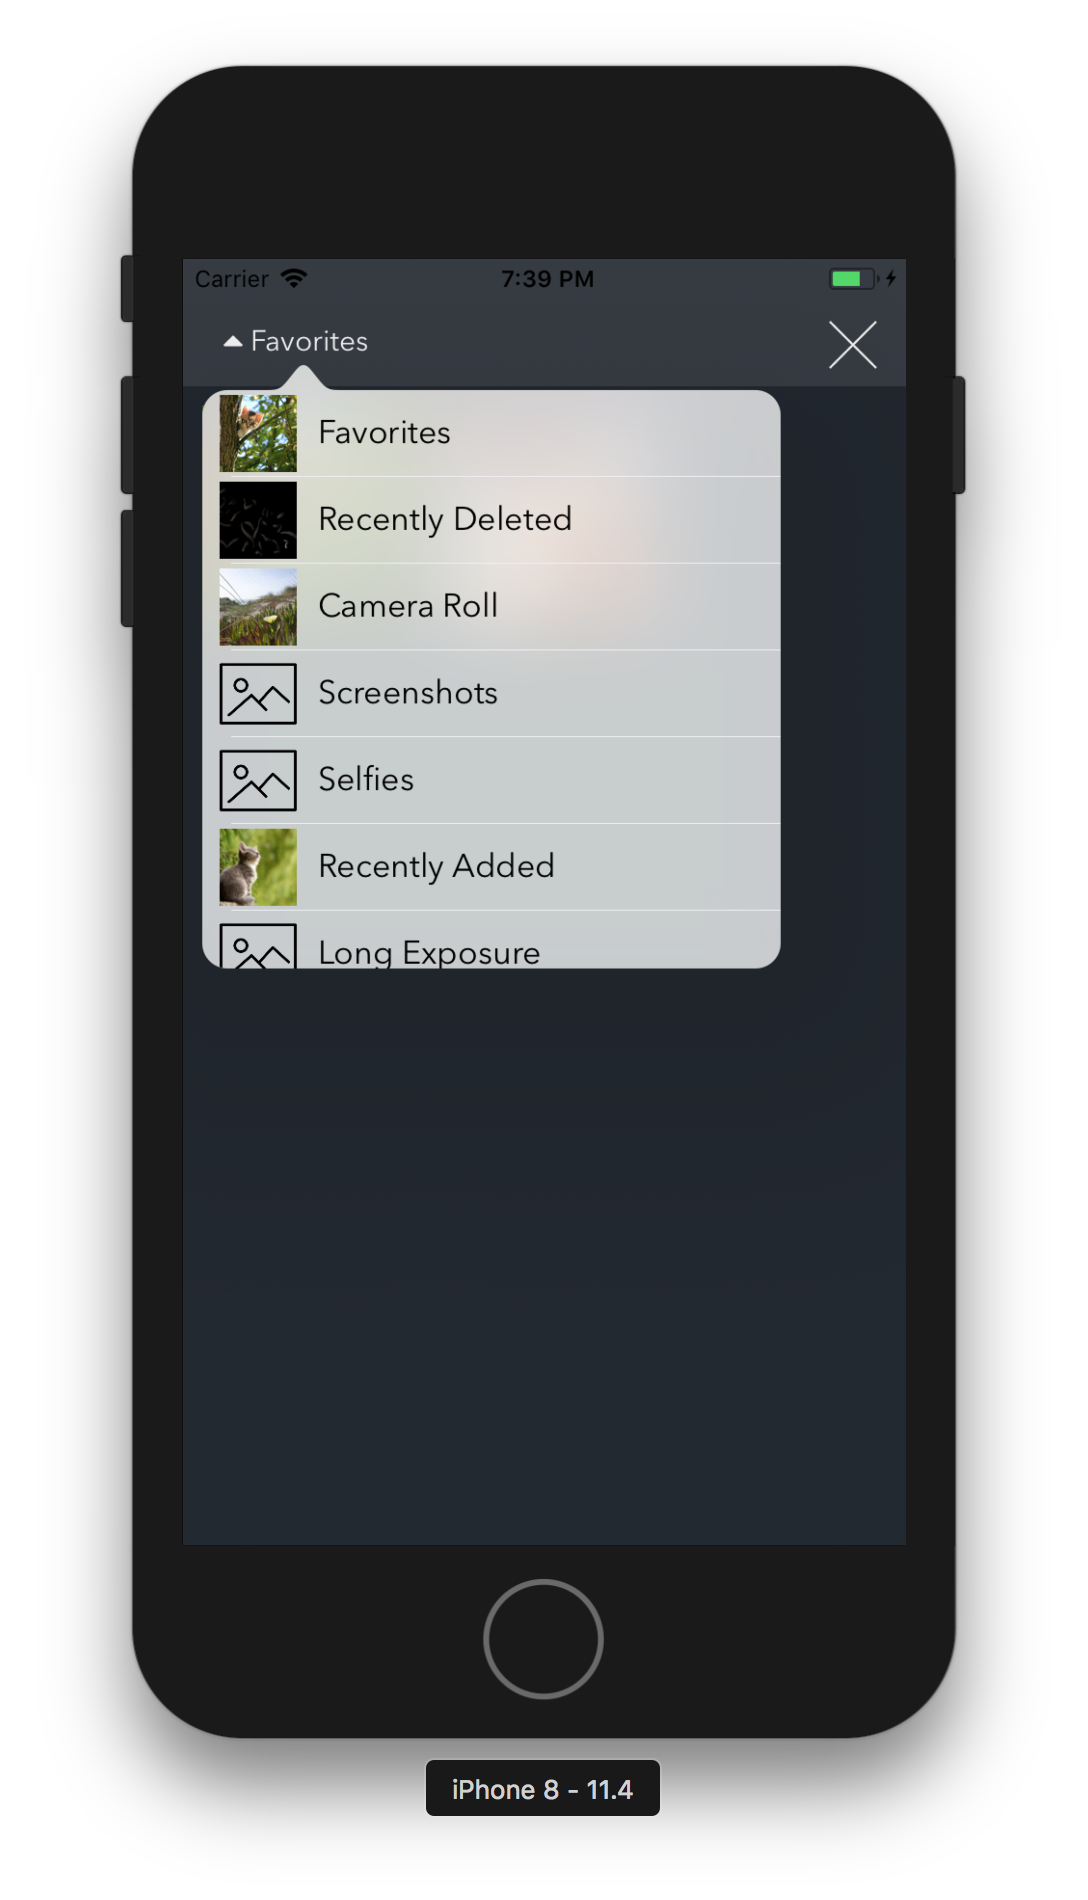 Carrier 7:39 PM
Favorites
Favorites
Recently Deleted
Camera Roll
Screenshots
Selfies
Recently Added
Long Exposure
iPhone 8 - 11.4